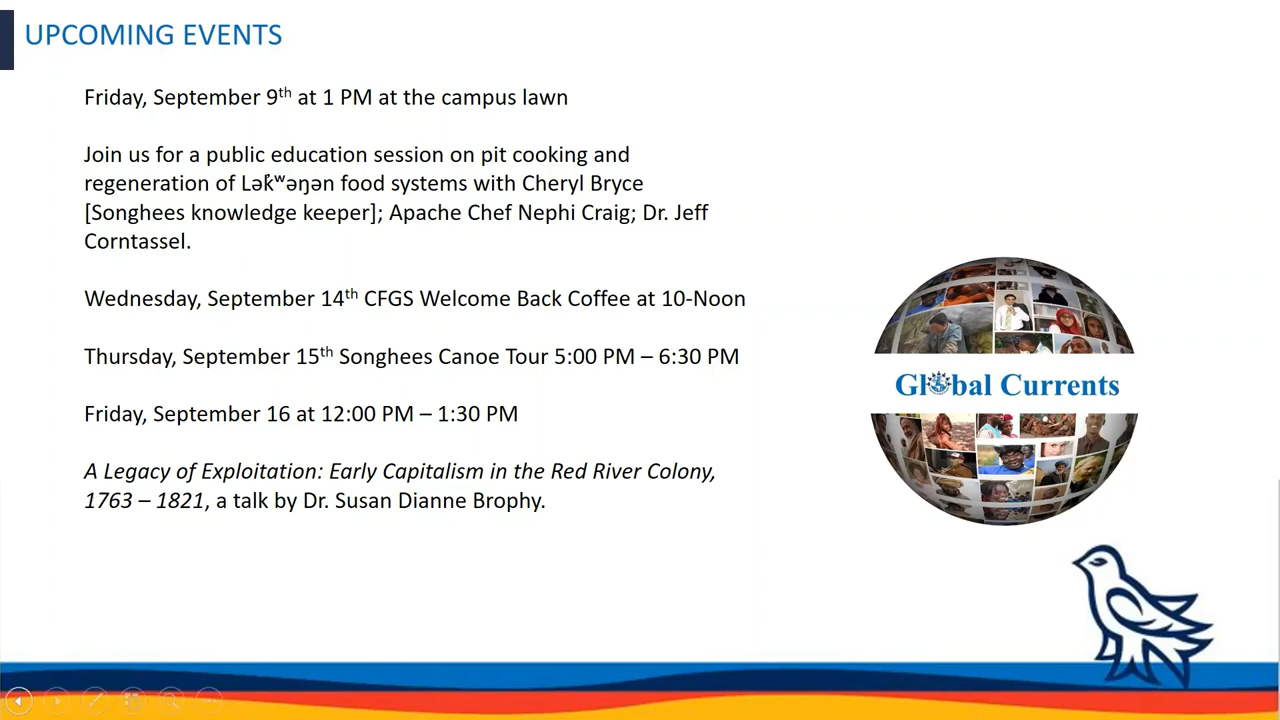 UPCOMING EVENTS
Friday, September 9th at 1 PM at the campus lawn
Join us for a public education session on pit cooking and
regeneration of Lək̓ʷəŋən food systems with Cheryl Bryce
[Songhees knowledge keeper]; Apache Chef Nephi Craig; Dr. Jeff
Corntassel.
Wednesday, September 14th CFGS Welcome Back Coffee at 10-Noon
Thursday, September 15th Songhees Canoe Tour 5:00 PM – 6:30 PM
Friday, September 16 at 12:00 PM – 1:30 PM
A Legacy of Exploitation: Early Capitalism in the Red River Colony,
1763 – 1821, a talk by Dr. Susan Dianne Brophy.
Global Currents